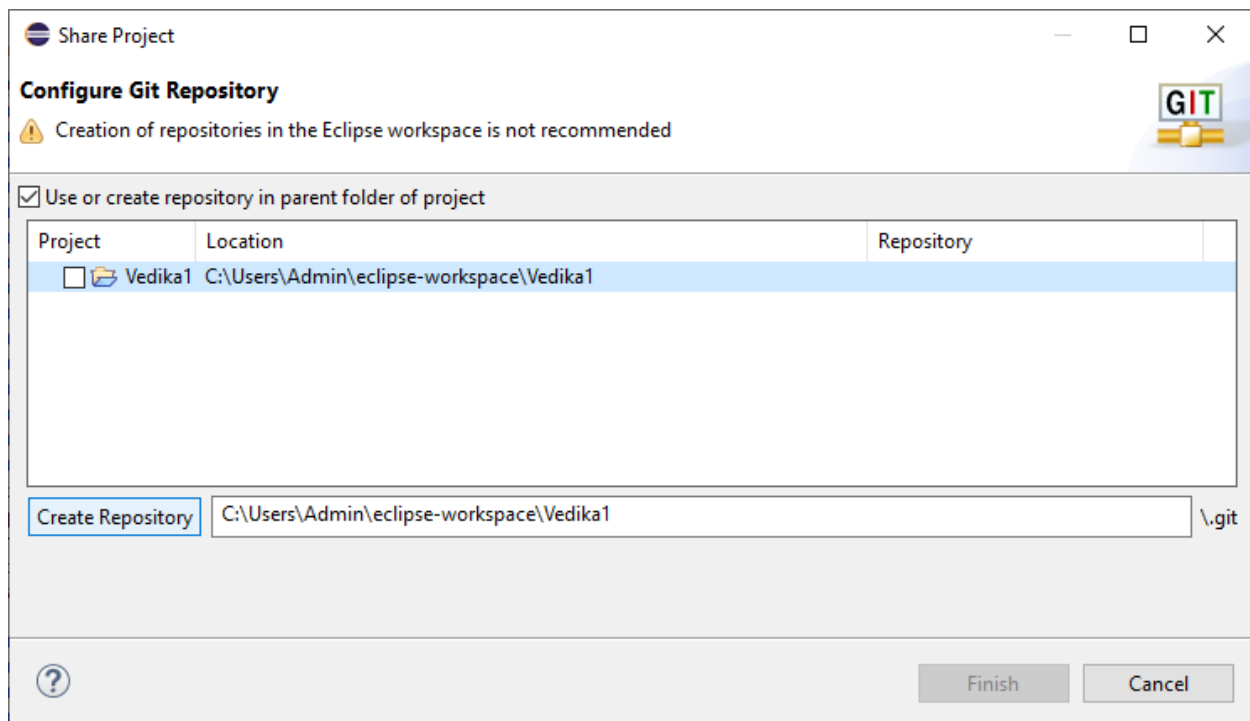 Share Project
Configure Git Repository
Creation of repositories in the Eclipse workspace is not recommended
GIT
Use or create repository in parent folder of project
Project Location Repository
Vedika1 C:\Users\Admin\eclipse-workspace\Vedika1
Create Repository C:\Users\Admin\eclipse-workspace\Vedika1 \.git
? Finish Cancel